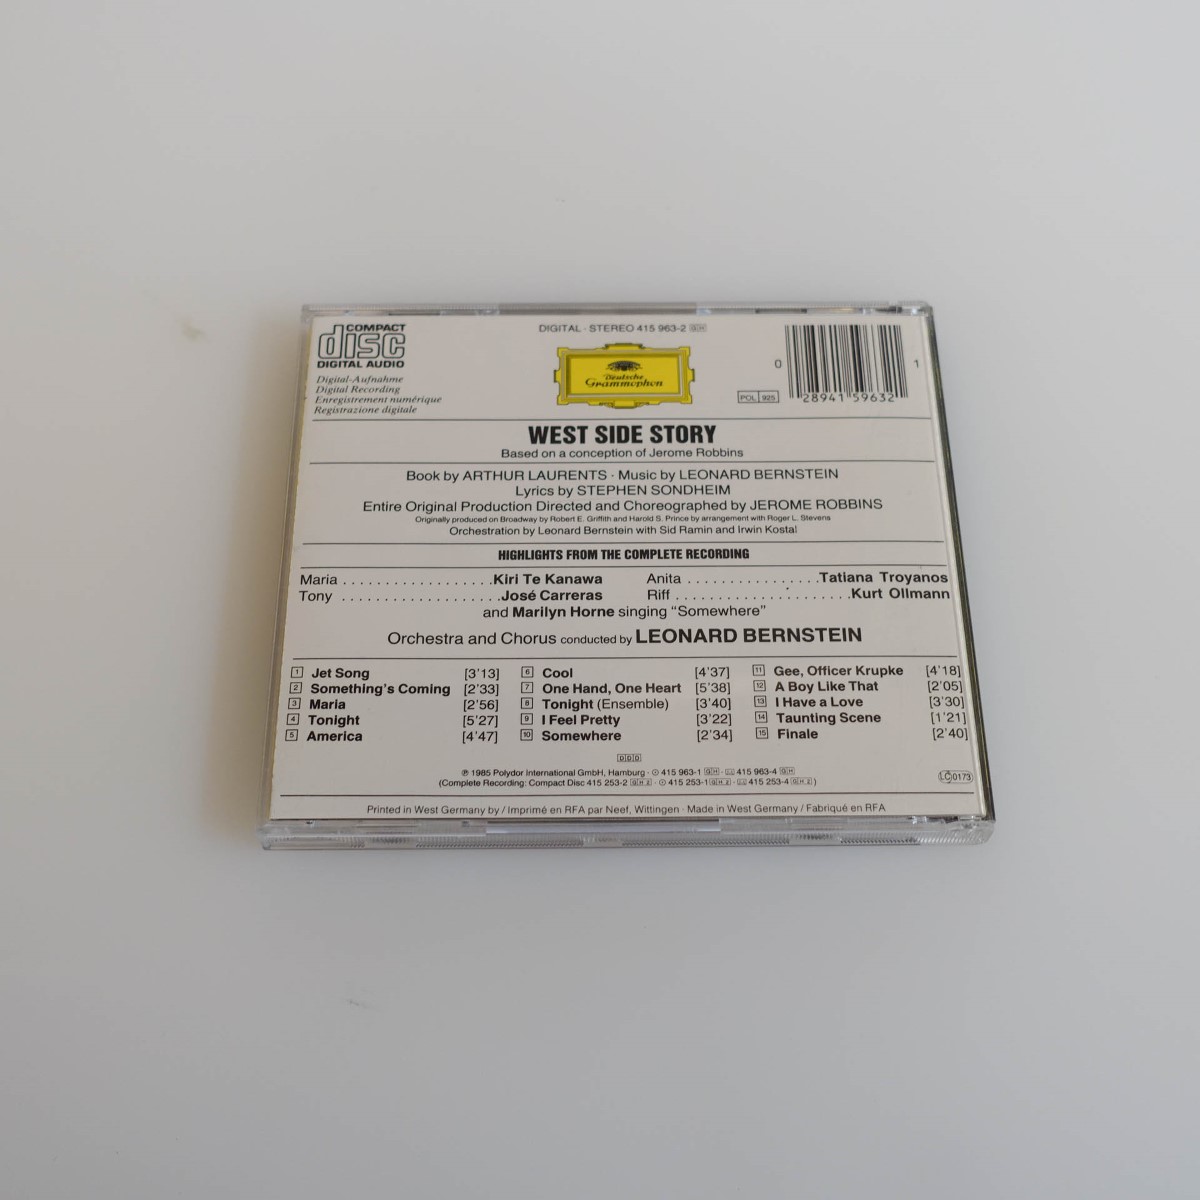 COMPACT
disc
DIGITAL AUDIO
Digital-Aufnahme
Digital Recording
Enregistrement numérique
Registrazione digitale
DIGITAL · STEREO 415 963-2 GH
Deutsche
Grammophon
POL 925
0 28941 59632 1
WEST SIDE STORY
Based on a conception of Jerome Robbins
Book by ARTHUR LAURENTS · Music by LEONARD BERNSTEIN
Lyrics by STEPHEN SONDHEIM
Entire Original Production Directed and Choreographed by JEROME ROBBINS
Originally produced on Broadway by Robert E. Griffith and Harold S. Prince by arrangement with Roger L. Stevens
Orchestration by Leonard Bernstein with Sid Ramin and Irwin Kostal
HIGHLIGHTS FROM THE COMPLETE RECORDING
Maria . . . . . . . . . . . . . . . . . . Kiri Te Kanawa
Tony . . . . . . . . . . . . . . . . . . . José Carreras
Anita . . . . . . . . . . . . . . . . Tatiana Troyanos
Riff . . . . . . . . . . . . . . . . . . . . . Kurt Ollmann
and Marilyn Horne singing "Somewhere"
Orchestra and Chorus conducted by LEONARD BERNSTEIN
1 Jet Song [3'13]
2 Something's Coming [2'33]
3 Maria [2'56]
4 Tonight [5'27]
5 America [4'47]
6 Cool [4'37]
7 One Hand, One Heart [5'38]
8 Tonight (Ensemble) [3'40]
9 I Feel Pretty [3'22]
10 Somewhere [2'34]
11 Gee, Officer Krupke [4'18]
12 A Boy Like That [2'05]
13 I Have a Love [3'30]
14 Taunting Scene [1'21]
15 Finale [2'40]
DDD
℗ 1985 Polydor International GmbH, Hamburg · 415 963-1 GH · 415 963-4 GH
(Complete Recording: Compact Disc 415 253-2 GH 2 · 415 253-1 GH 2 · 415 253-4 GH 2)
LC 0173
Printed in West Germany by / Imprimé en RFA par Neef, Wittingen · Made in West Germany / Fabriqué en RFA